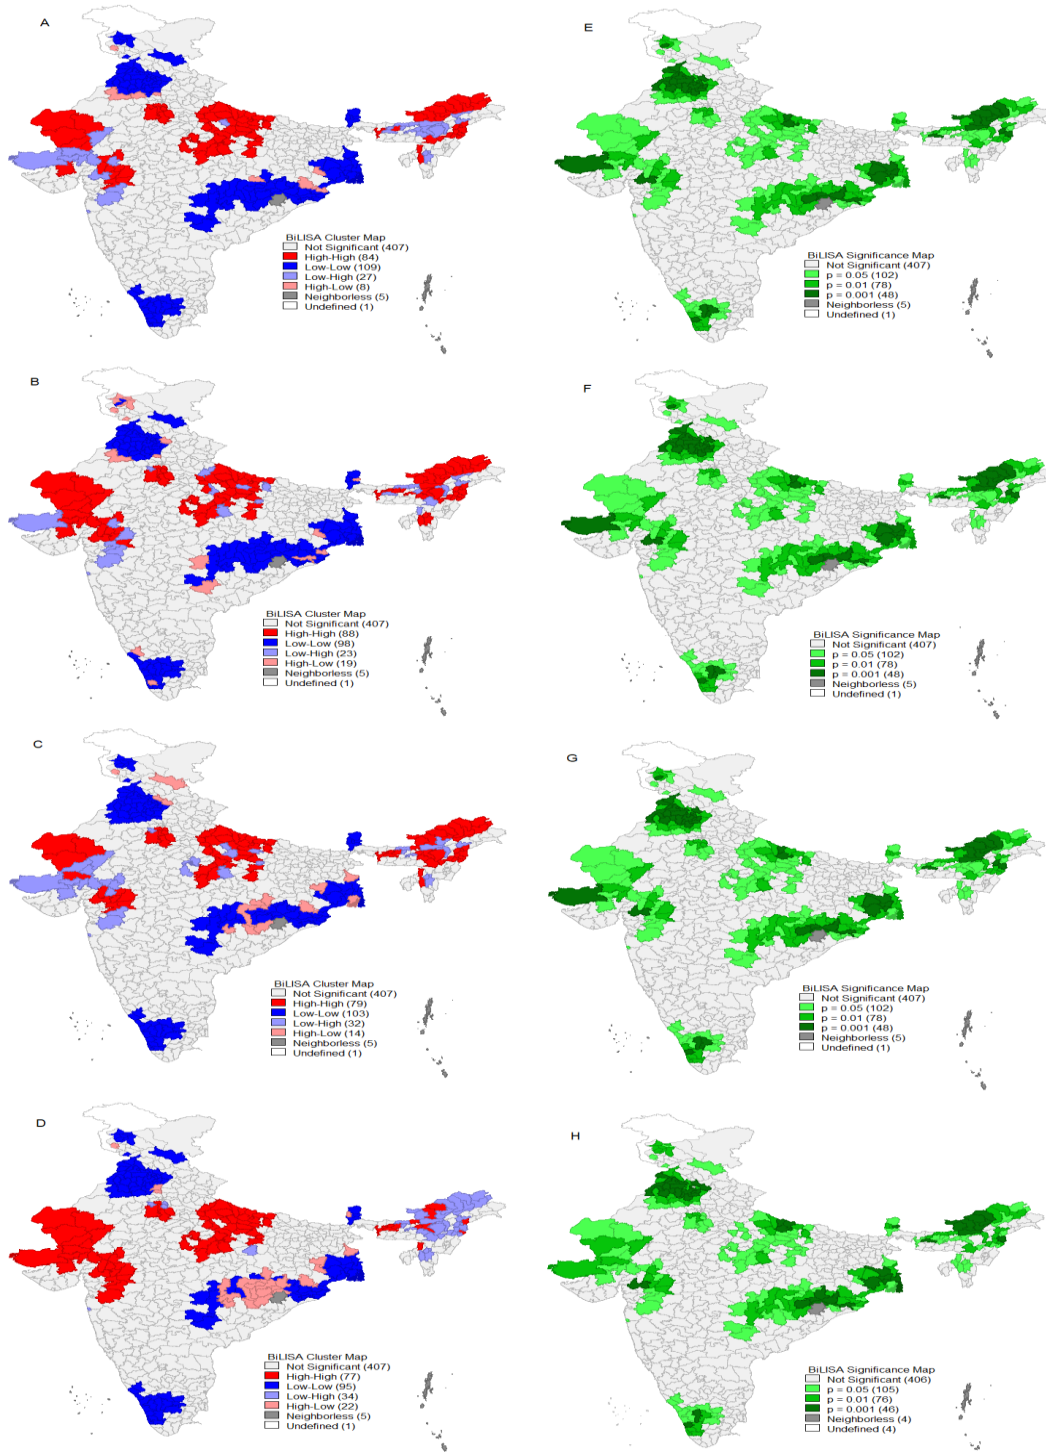 A
BiLISA Cluster Map
Not Significant (407)
High-High (84)
Low-Low (109)
Low-High (27)
High-Low (8)
Neighborless (5)
Undefined (1)
E
BiLISA Significance Map
Not Significant (407)
p = 0.05 (102)
p = 0.01 (78)
p = 0.001 (48)
Neighborless (5)
Undefined (1)
B
BiLISA Cluster Map
Not Significant (407)
High-High (88)
Low-Low (98)
Low-High (23)
High-Low (19)
Neighborless (5)
Undefined (1)
F
BiLISA Significance Map
Not Significant (407)
p = 0.05 (102)
p = 0.01 (78)
p = 0.001 (48)
Neighborless (5)
Undefined (1)
C
BiLISA Cluster Map
Not Significant (407)
High-High (79)
Low-Low (103)
Low-High (32)
High-Low (14)
Neighborless (5)
Undefined (1)
G
BiLISA Significance Map
Not Significant (407)
p = 0.05 (102)
p = 0.01 (78)
p = 0.001 (48)
Neighborless (5)
Undefined (1)
D
BiLISA Cluster Map
Not Significant (407)
High-High (77)
Low-Low (95)
Low-High (34)
High-Low (22)
Neighborless (5)
Undefined (1)
H
BiLISA Significance Map
Not Significant (406)
p = 0.05 (105)
p = 0.01 (76)
p = 0.001 (46)
Neighborless (4)
Undefined (4)